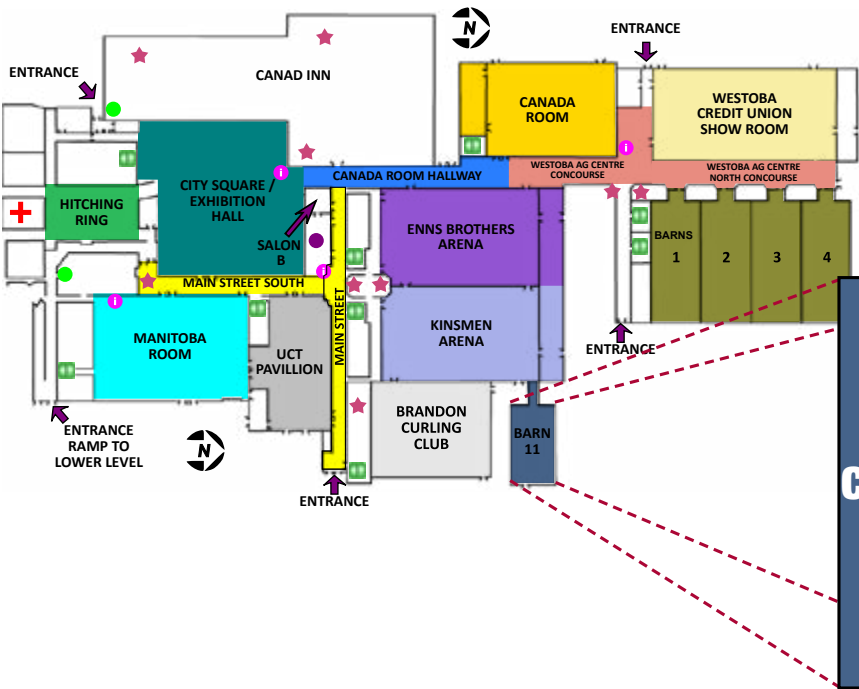 N
ENTRANCE
ENTRANCE
CANAD INN
CANADA
ROOM
WESTOBA
CREDIT UNION
SHOW ROOM
i
i
CANADA ROOM HALLWAY
WESTOBA AG CENTRE
CONCOURSE
WESTOBA AG CENTRE
NORTH CONCOURSE
CITY SQUARE /
EXHIBITION
HALL
HITCHING
RING
SALON
B
ENNS BROTHERS
ARENA
BARNS
1
2
3
4
i
MAIN STREET SOUTH
MAIN STREET
i
MANITOBA
ROOM
UCT
PAVILLION
KINSMEN
ARENA
ENTRANCE
BRANDON
CURLING
CLUB
BARN
11
ENTRANCE
RAMP TO
LOWER LEVEL
N
ENTRANCE
C